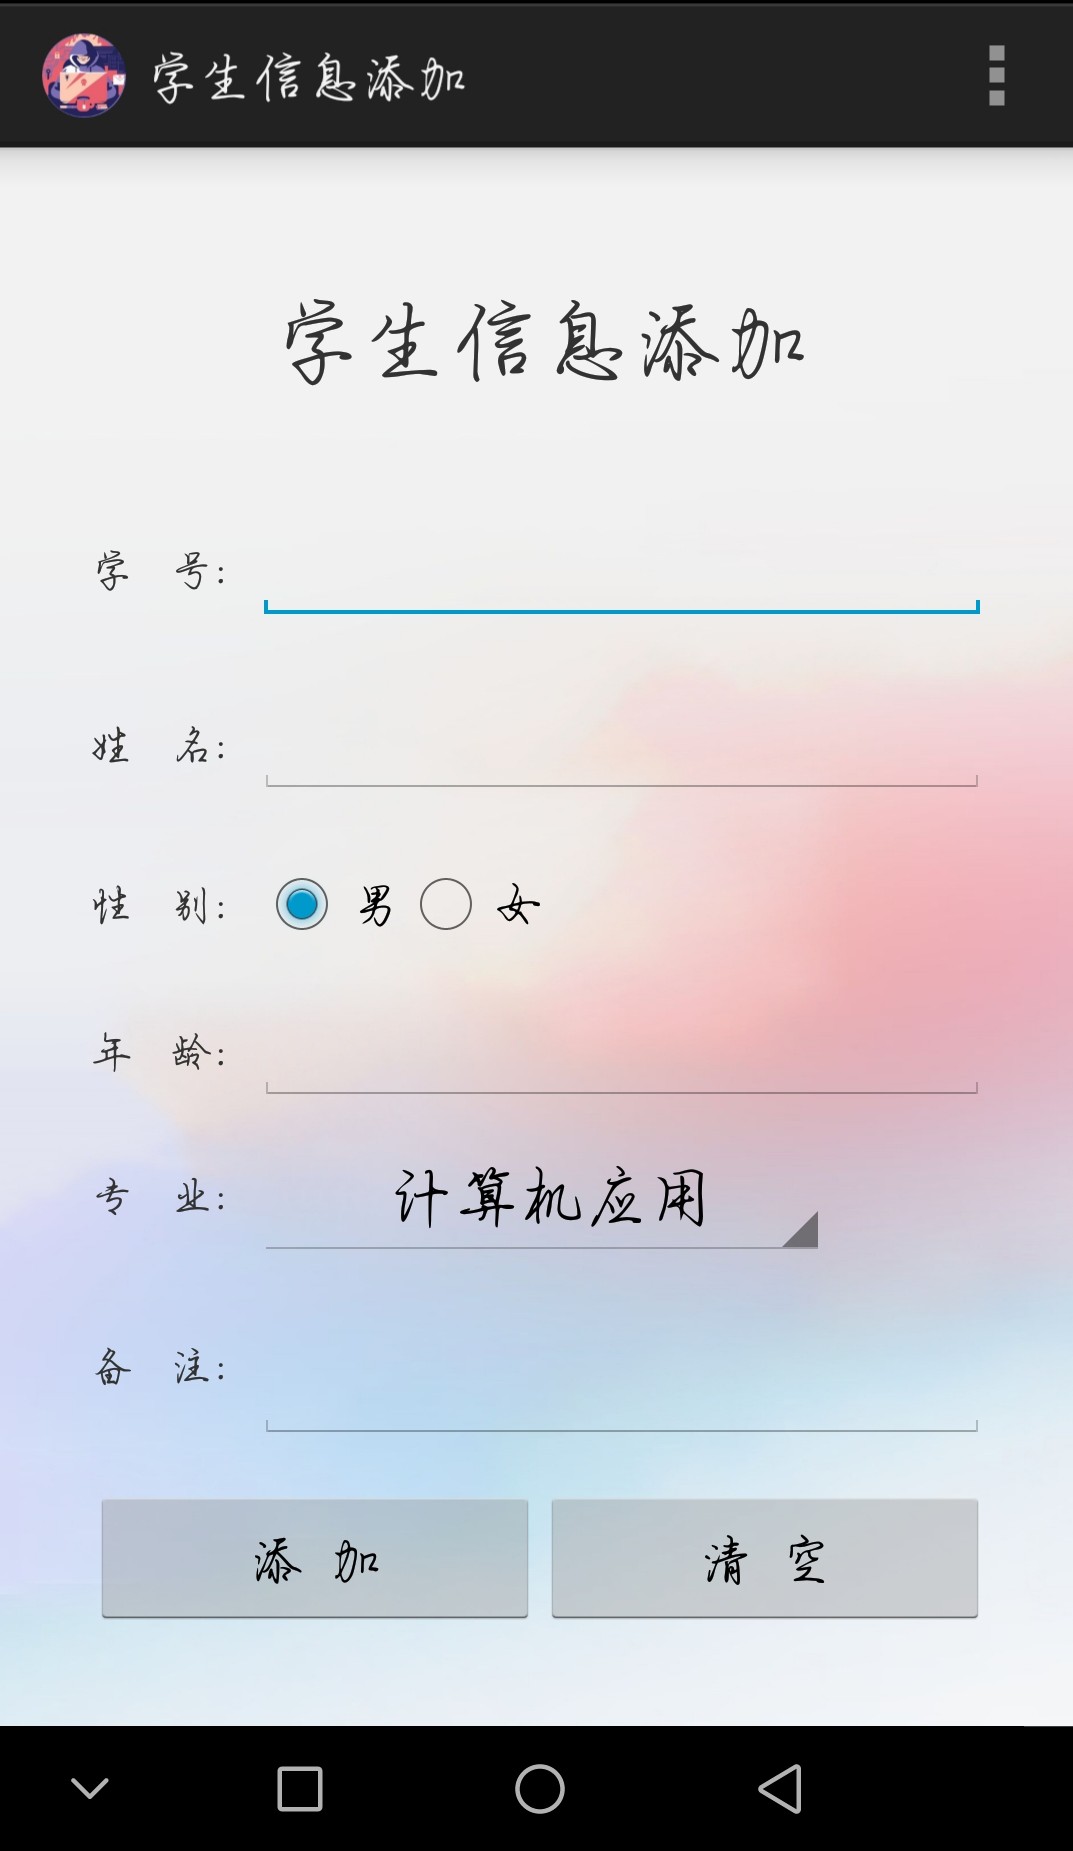 学生信息添加
学生信息添加
学 号:
姓 名:
性 别: 男 女
年 龄:
专 业: 计算机应用
备 注:
添 加 清 空